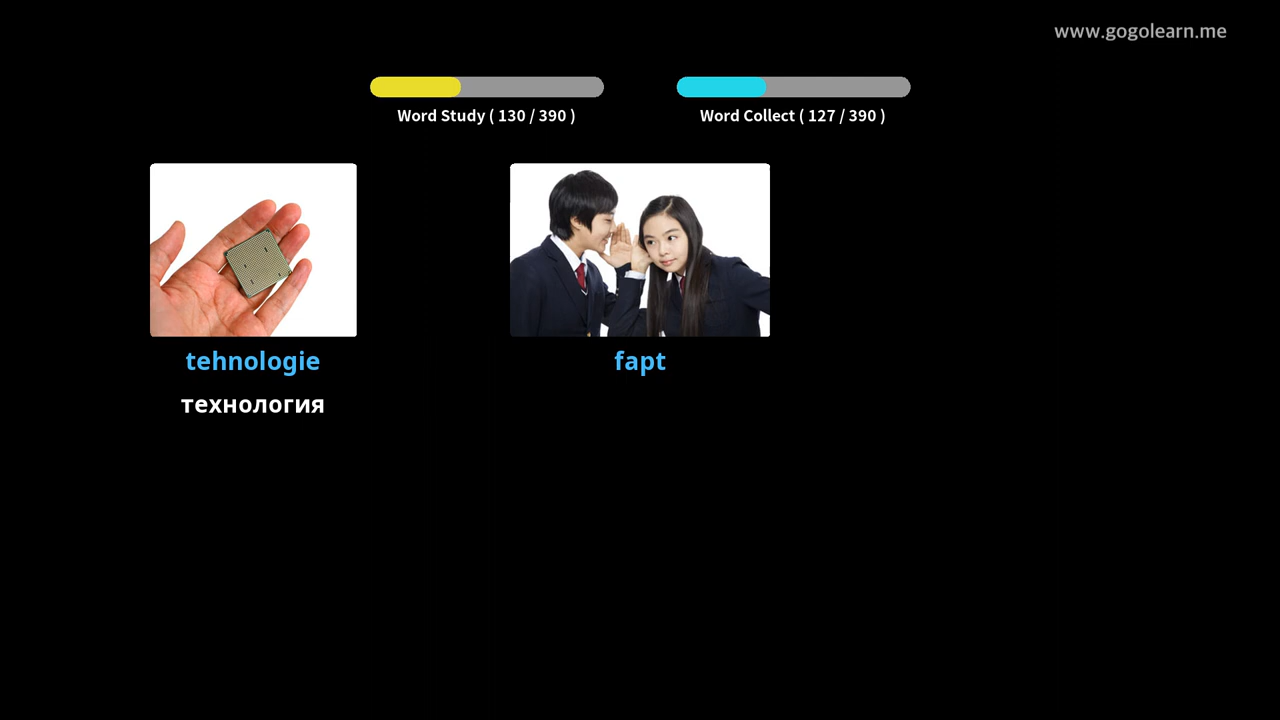 www.gogolearn.me
Word Study ( 130 / 390 )
Word Collect ( 127 / 390 )
tehnologie
fapt
технология